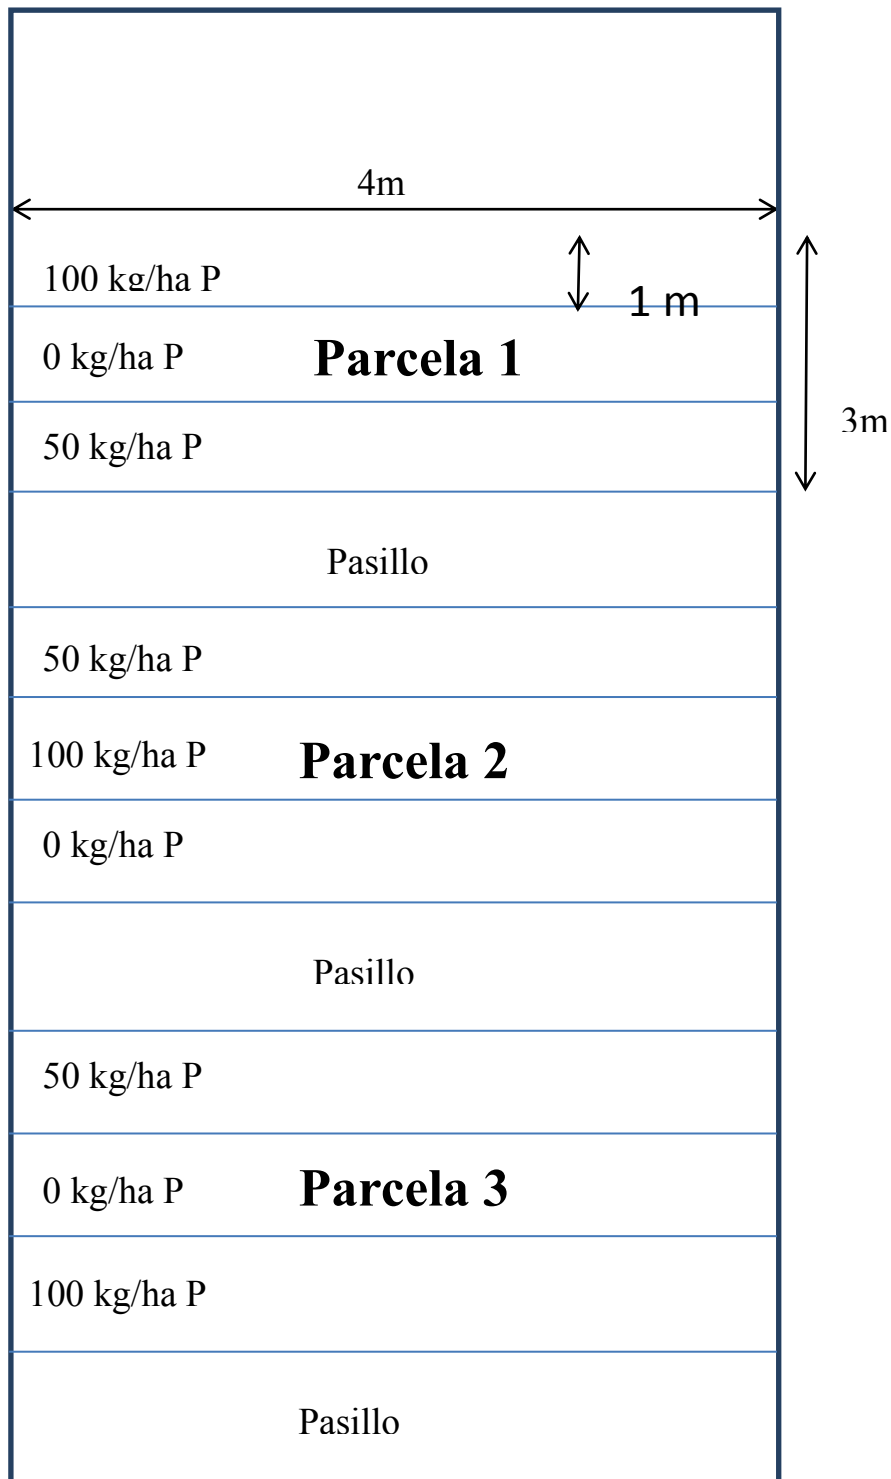 4m
100 kg/ha P
1 m
0 kg/ha P
Parcela 1
3m
50 kg/ha P
Pasillo
50 kg/ha P
100 kg/ha P
Parcela 2
0 kg/ha P
Pasillo
50 kg/ha P
0 kg/ha P
Parcela 3
100 kg/ha P
Pasillo